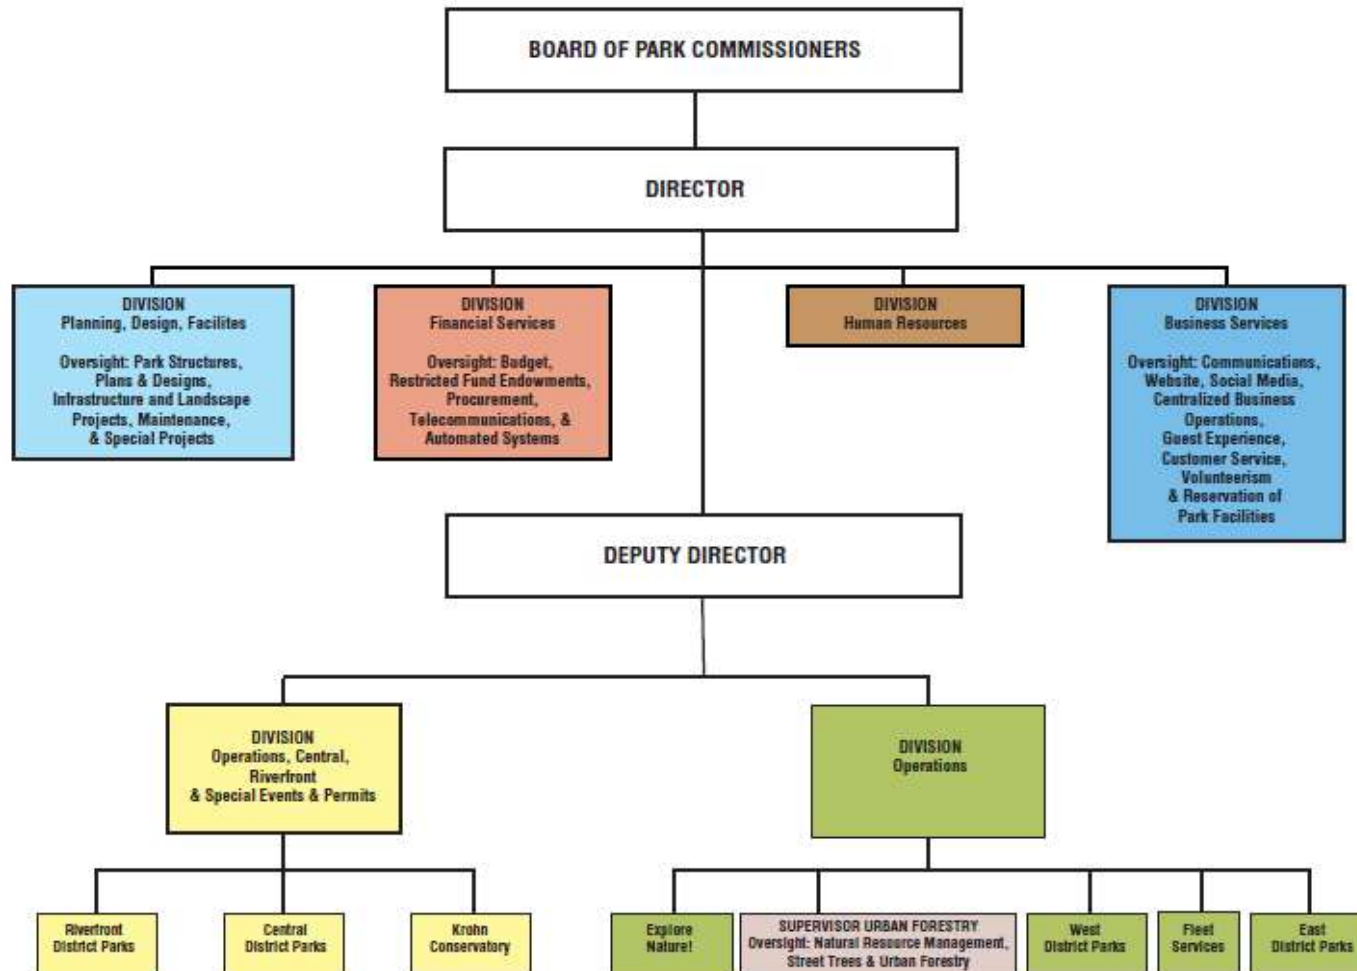 BOARD OF PARK COMMISSIONERS
DIRECTOR
DIVISION
Planning, Design, Facilites
Oversight: Park Structures,
Plans & Designs,
Infrastructure and Landscape
Projects, Maintenance,
& Special Projects
DIVISION
Financial Services
Oversight: Budget,
Restricted Fund Endowments,
Procurement,
Telecommunications, &
Automated Systems
DIVISION
Human Resources
DIVISION
Business Services
Oversight: Communications,
Website, Social Media,
Centralized Business
Operations,
Guest Experience,
Customer Service,
Volunteerism
& Reservation of
Park Facilities
DEPUTY DIRECTOR
DIVISION
Operations, Central,
Riverfront
& Special Events & Permits
DIVISION
Operations
Riverfront
District Parks
Central
District Parks
Krohn
Conservatory
Explore
Nature!
SUPERVISOR URBAN FORESTRY
Oversight: Natural Resource Management,
Street Trees & Urban Forestry
West
District Parks
Fleet
Services
East
District Parks